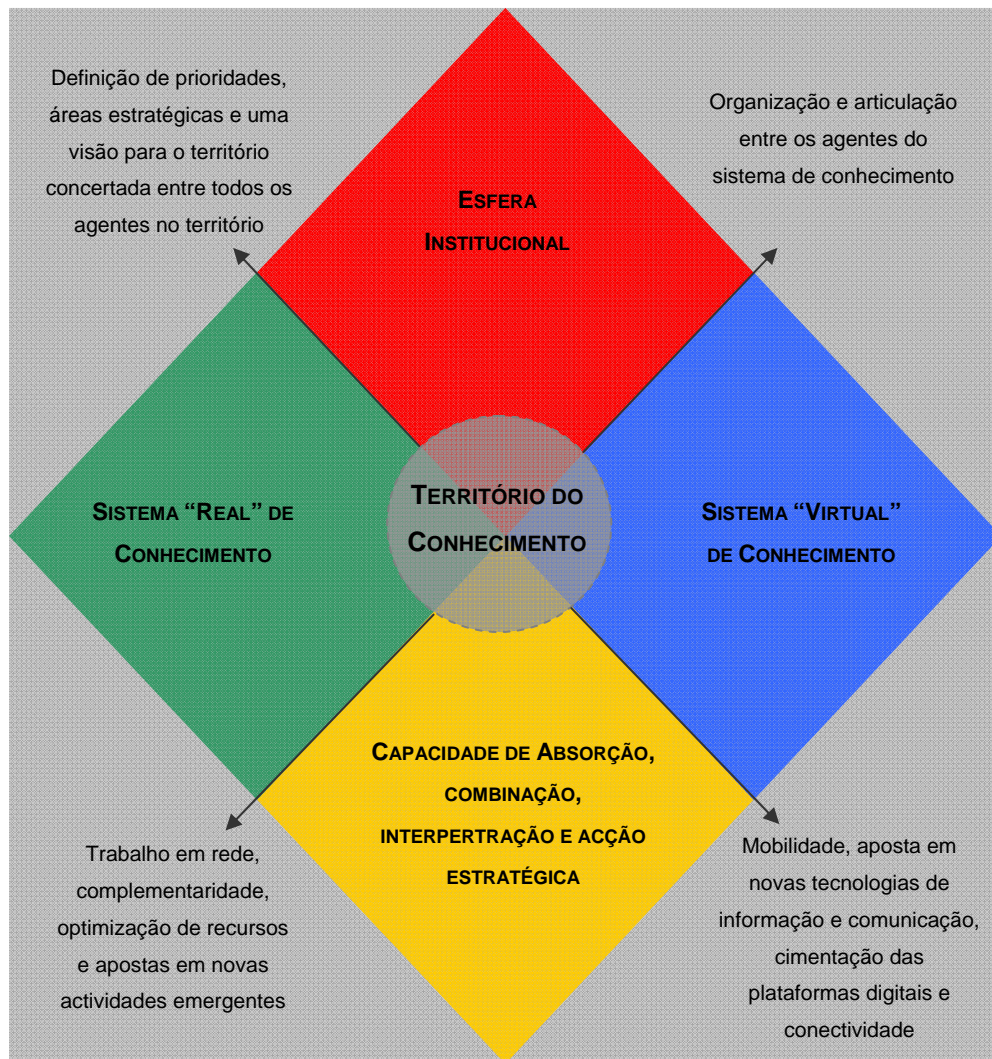 Definição de prioridades,
áreas estratégicas e uma
visão para o território
concertada entre todos os
agentes no território
Organização e articulação
entre os agentes do
sistema de conhecimento
ESFERA
INSTITUCIONAL
SISTEMA “REAL” DE
CONHECIMENTO
TERRITÓRIO DO
CONHECIMENTO
SISTEMA “VIRTUAL”
DE CONHECIMENTO
CAPACIDADE DE ABSORÇÃO,
COMBINAÇÃO,
INTERPERTRAÇÃO E ACÇÃO
ESTRATÉGICA
Trabalho em rede,
complementaridade,
optimização de recursos
e apostas em novas
actividades emergentes
Mobilidade, aposta em
novas tecnologias de
informação e comunicação,
cimentação das
plataformas digitais e
conectividade